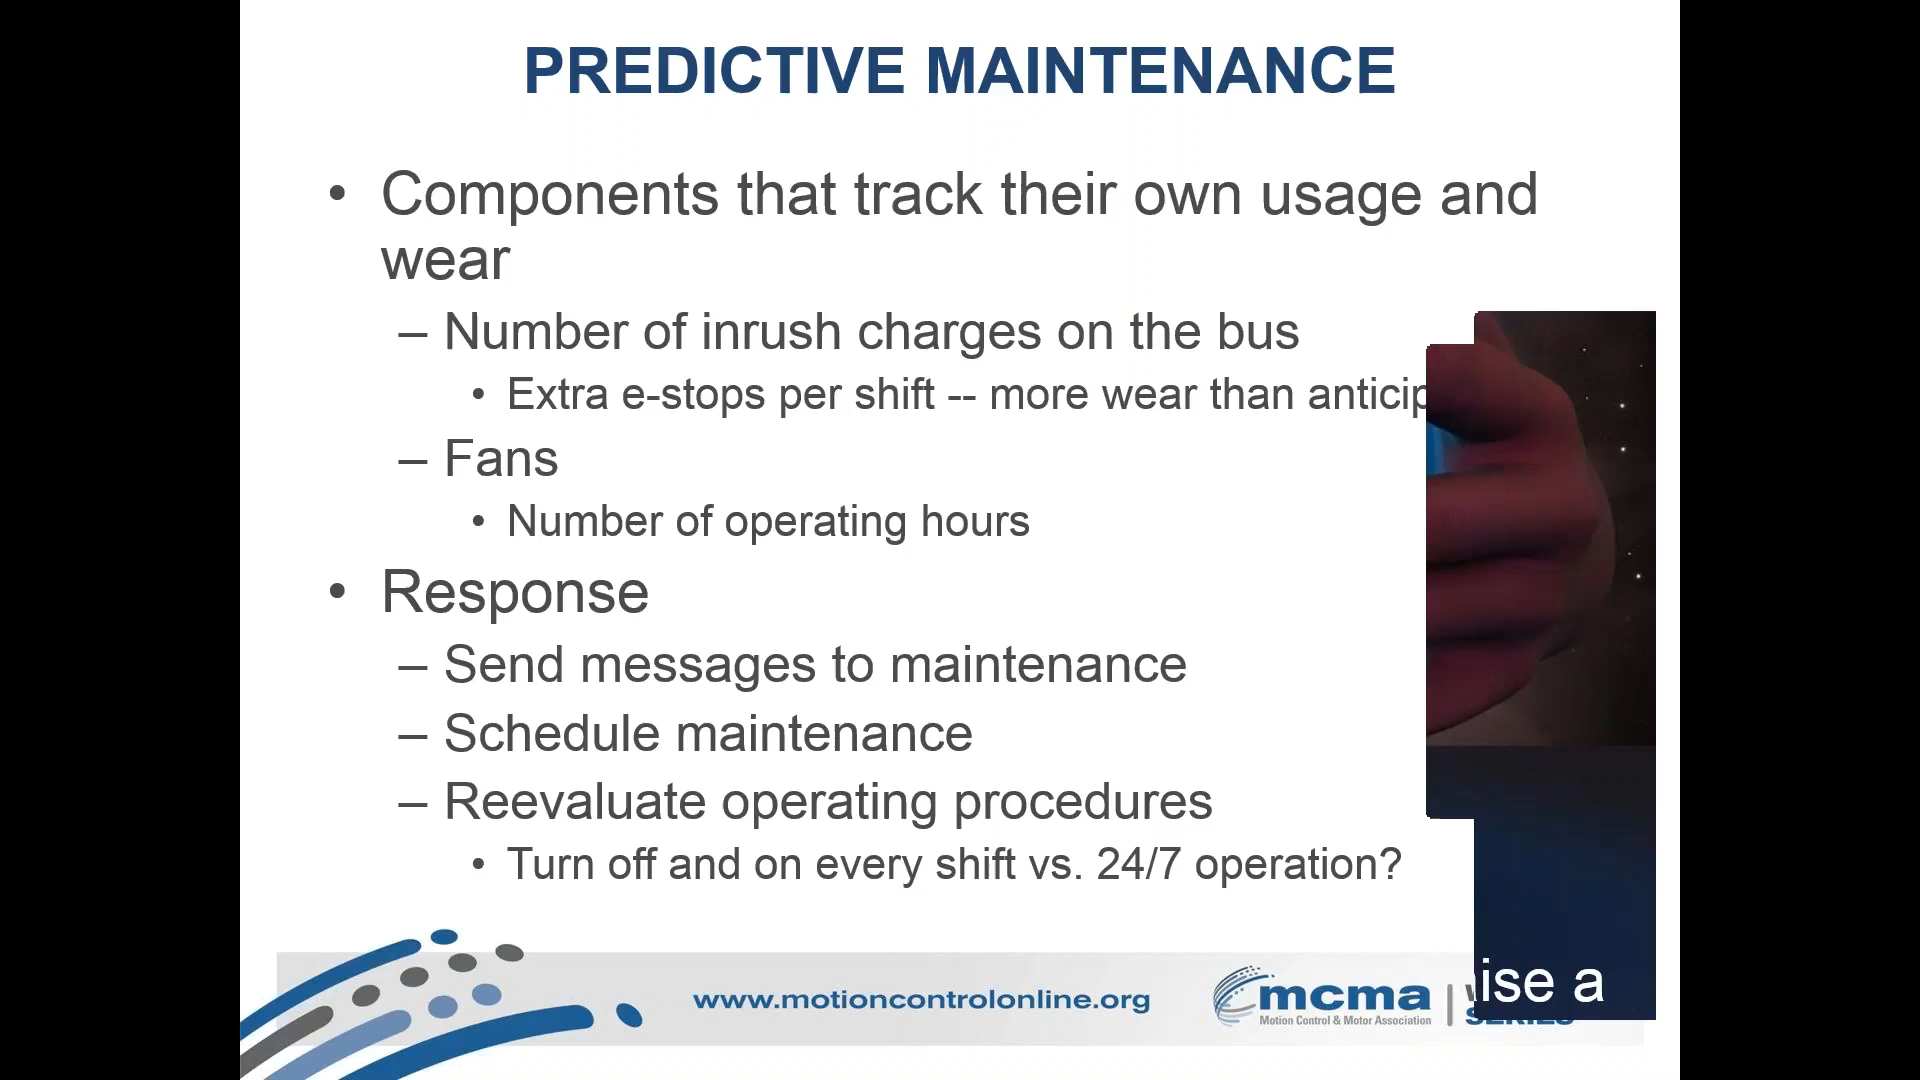 PREDICTIVE MAINTENANCE
• Components that track their own usage and
wear
– Number of inrush charges on the bus
• Extra e-stops per shift -- more wear than
– Fans
• Number of operating hours
• Response
– Send messages to maintenance
– Schedule maintenance
– Reevaluate operating procedures
• Turn off and on every shift vs. 24/7 operation?
www.motioncontrolonline.org
mcma
Motion Control & Motor Association
SERIES
a